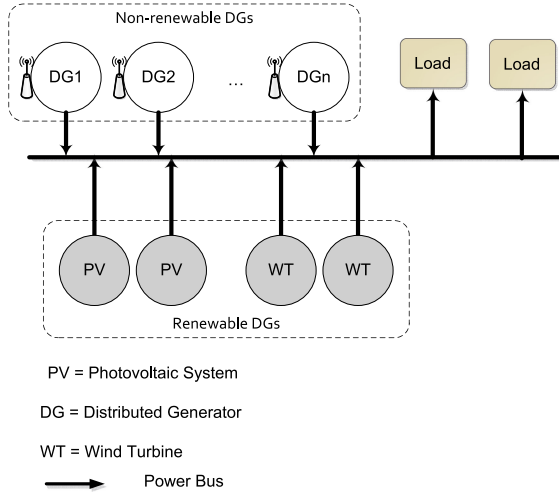 Non-renewable DGs
DG1 DG2 ... DGn
Load Load
PV PV WT WT
Renewable DGs
PV = Photovoltaic System
DG = Distributed Generator
WT = Wind Turbine
Power Bus